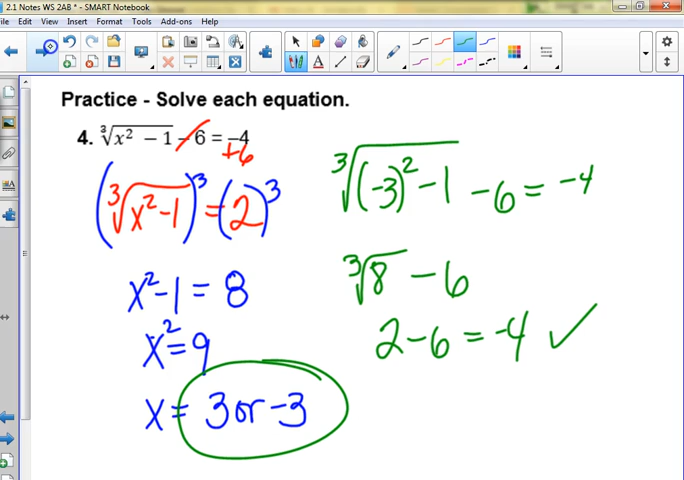 2.1 Notes WS 2AB * - SMART Notebook
Edit View Insert Format Tools Add-ons Help
Practice - Solve each equation.
4. ∛(x² − 1) − 6 = −4
+6
(∛(x²-1))³ = (2)³
x²-1 = 8
x² = 9
x = 3 or -3
∛((-3)²-1) - 6 = -4
∛8 - 6
2-6 = -4 ✓